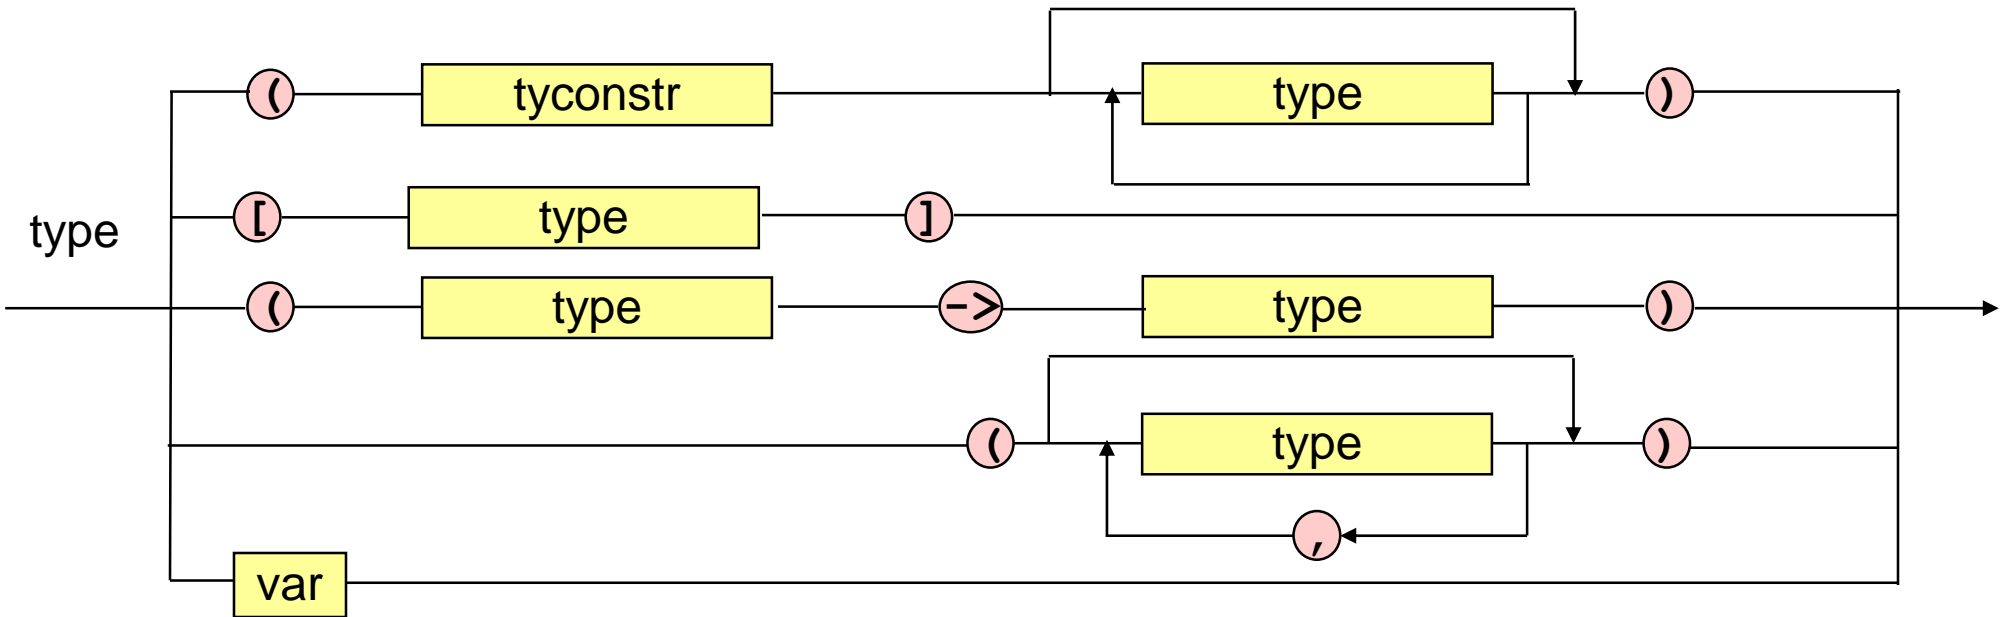 ( tyconstr type )
[ type ]
type
( type -> type )
( type )
,
var